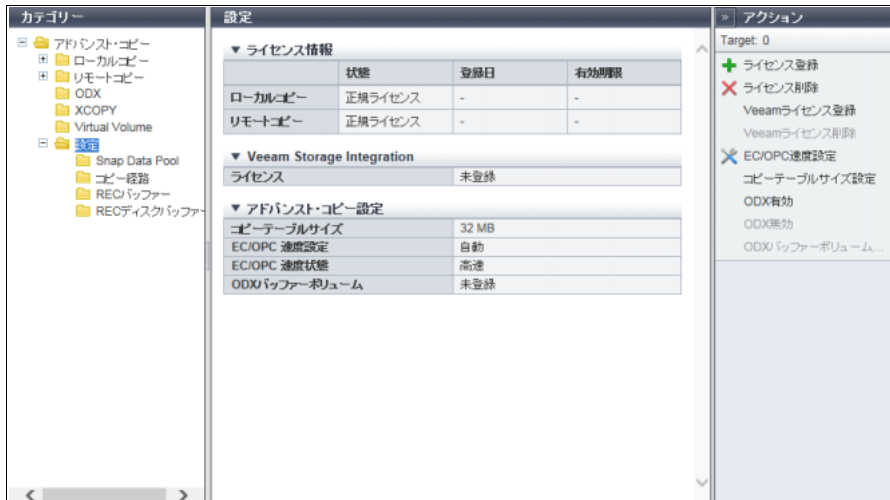 カテゴリー
アドバンスト・コピー
ローカルコピー
リモートコピー
ODX
XCOPY
Virtual Volume
設定
Snap Data Pool
コピー経路
RECバッファー
RECディスクバッファー
設定
▼ ライセンス情報
状態 登録日 有効期限
ローカルコピー 正規ライセンス - -
リモートコピー 正規ライセンス - -
▼ Veeam Storage Integration
ライセンス 未登録
▼ アドバンスト・コピー設定
コピーテーブルサイズ 32 MB
EC/OPC 速度設定 自動
EC/OPC 速度状態 高速
ODXバッファーボリューム 未登録
» アクション
Target: 0
ライセンス登録
ライセンス削除
Veeamライセンス登録
Veeamライセンス削除
EC/OPC速度設定
コピーテーブルサイズ設定
ODX有効
ODX無効
ODXバッファーボリューム...